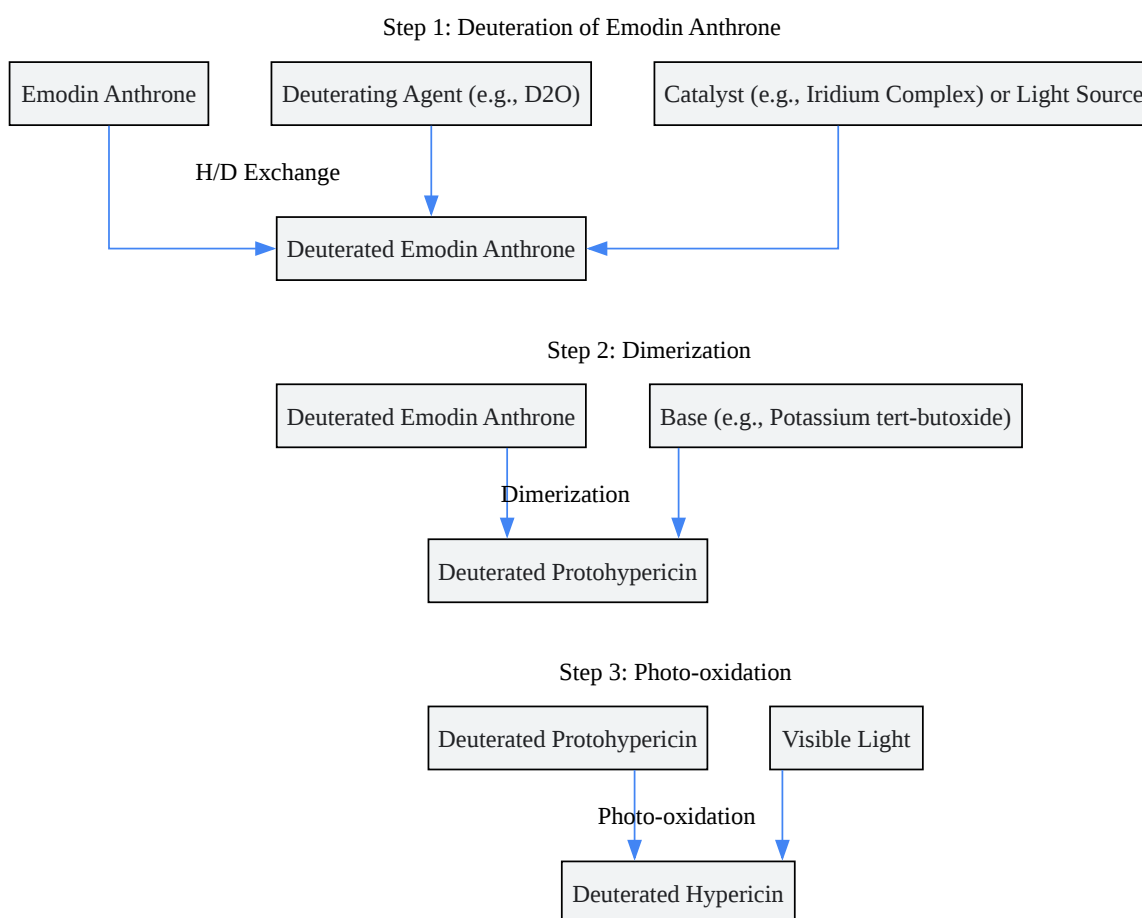 Step 1: Deuteration of Emodin Anthrone
Emodin Anthrone
Deuterating Agent (e.g., D2O)
Catalyst (e.g., Iridium Complex) or Light Source
H/D Exchange
Deuterated Emodin Anthrone
Step 2: Dimerization
Deuterated Emodin Anthrone
Base (e.g., Potassium tert-butoxide)
Dimerization
Deuterated Protohypericin
Step 3: Photo-oxidation
Deuterated Protohypericin
Visible Light
Photo-oxidation
Deuterated Hypericin